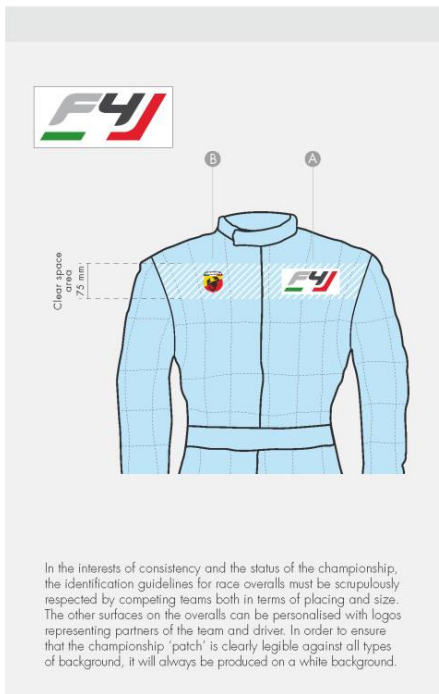 F4
B A
Clear space
area
75 mm
F4
In the interests of consistency and the status of the championship,
the identification guidelines for race overalls must be scrupulously
respected by competing teams both in terms of placing and size.
The other surfaces on the overalls can be personalised with logos
representing partners of the team and driver. In order to ensure
that the championship ‘patch’ is clearly legible against all types
of background, it will always be produced on a white background.